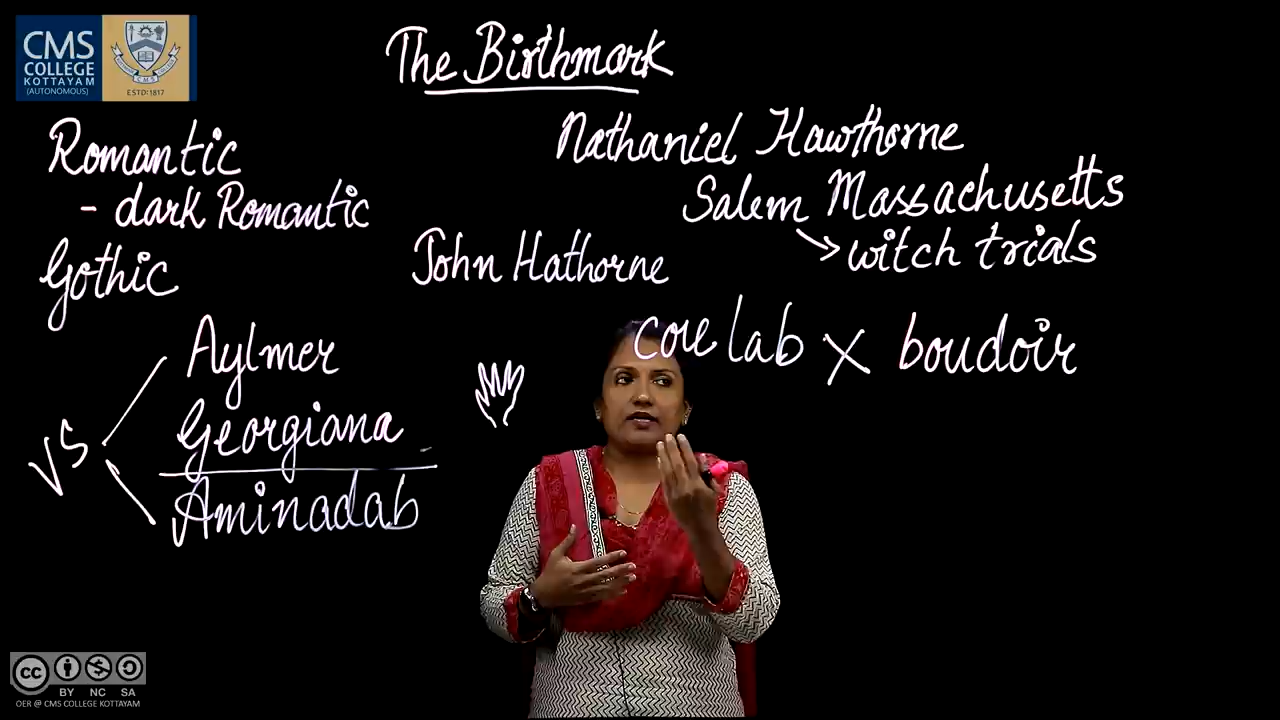 CMS
COLLEGE
KOTTAYAM
(AUTONOMOUS)
ESTD:1817
The Birthmark
Nathaniel Hawthorne
Salem Massachusetts
witch trials
Romantic
- dark Romantic
Gothic
John Hathorne
lab X boudoir
VS
Aylmer
Georgiana
Aminadab
cc
BY NC SA
OER @ CMS COLLEGE KOTTAYAM